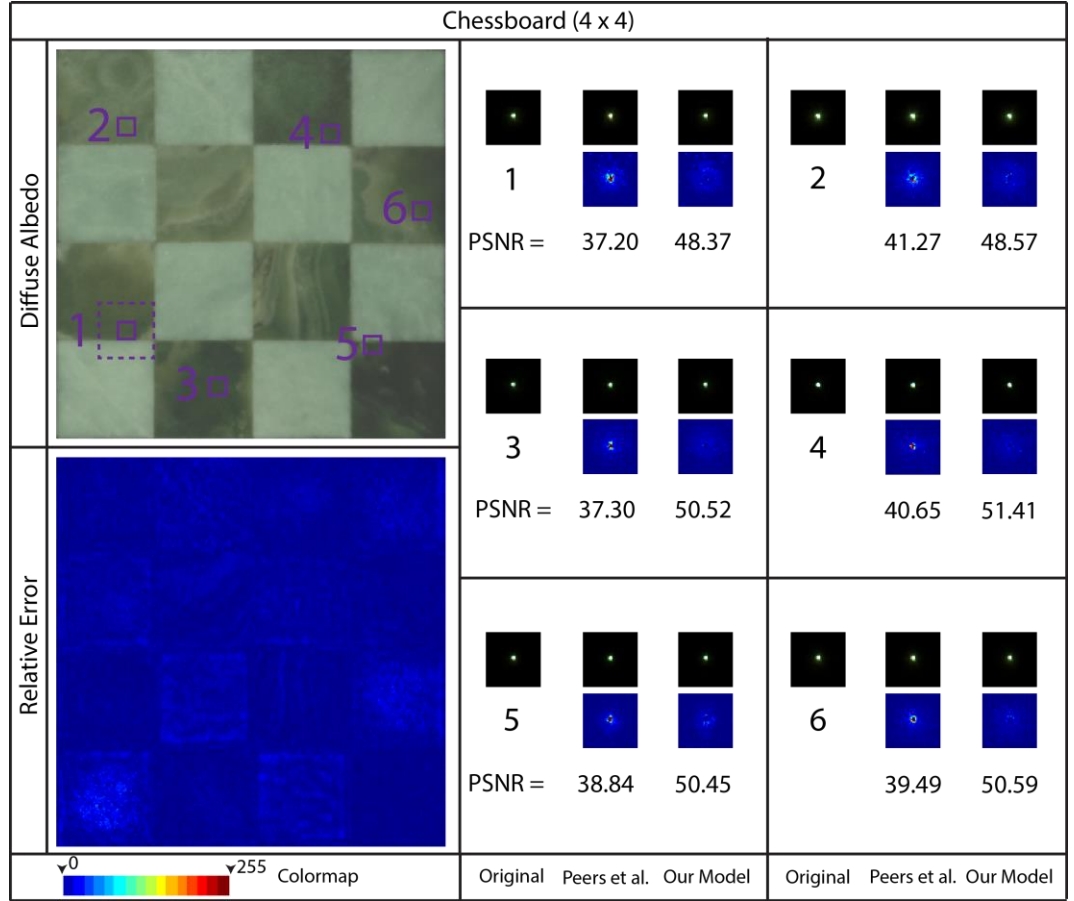 Chessboard (4 x 4)
Diffuse Albedo
2
4
6
1
5
3
1
PSNR = 37.20 48.37
2
41.27 48.57
3
PSNR = 37.30 50.52
4
40.65 51.41
5
PSNR = 38.84 50.45
6
39.49 50.59
Relative Error
0 255 Colormap
Original Peers et al. Our Model
Original Peers et al. Our Model